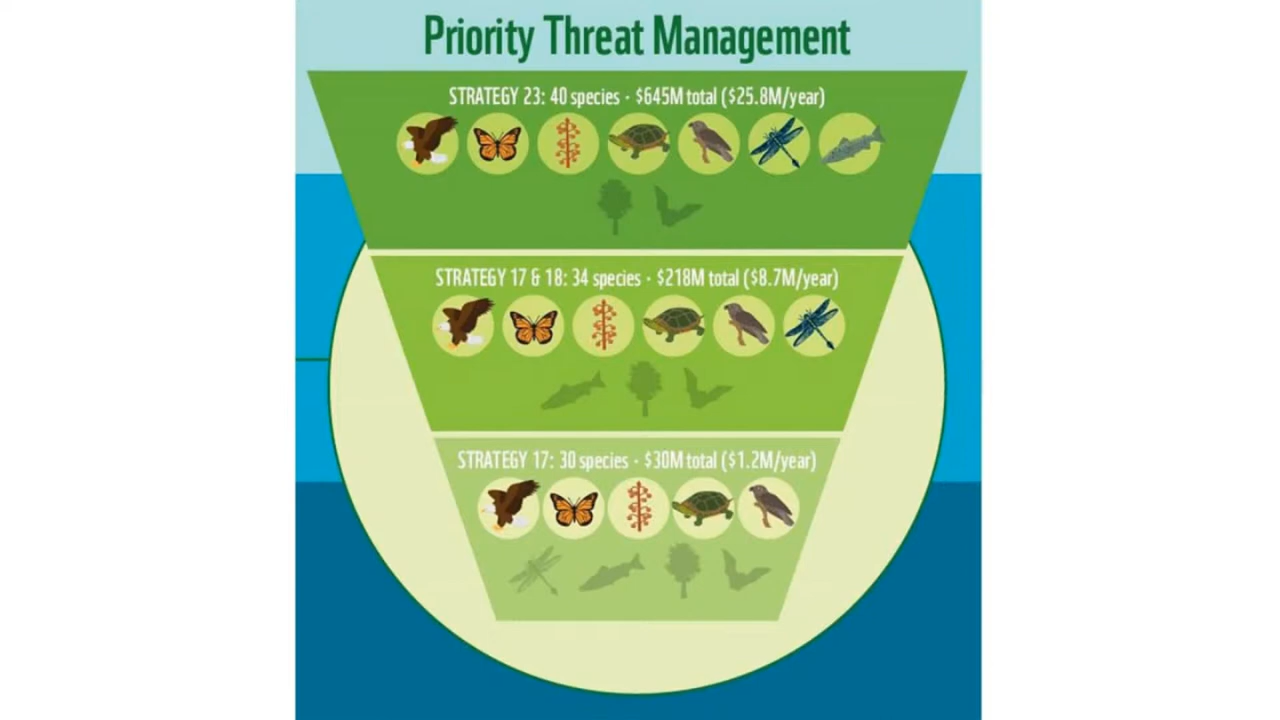 Priority Threat Management
STRATEGY 23: 40 species · $645M total ($25.8M/year)
STRATEGY 17 & 18: 34 species · $218M total ($8.7M/year)
STRATEGY 17: 30 species · $30M total ($1.2M/year)